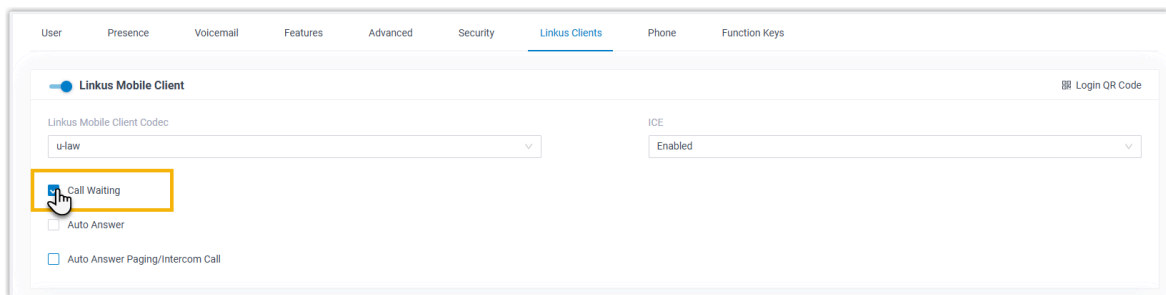 User Presence Voicemail Features Advanced Security Linkus Clients Phone Function Keys
Linkus Mobile Client Login QR Code
Linkus Mobile Client Codec ICE
u-law Enabled
Call Waiting
Auto Answer
Auto Answer Paging/Intercom Call